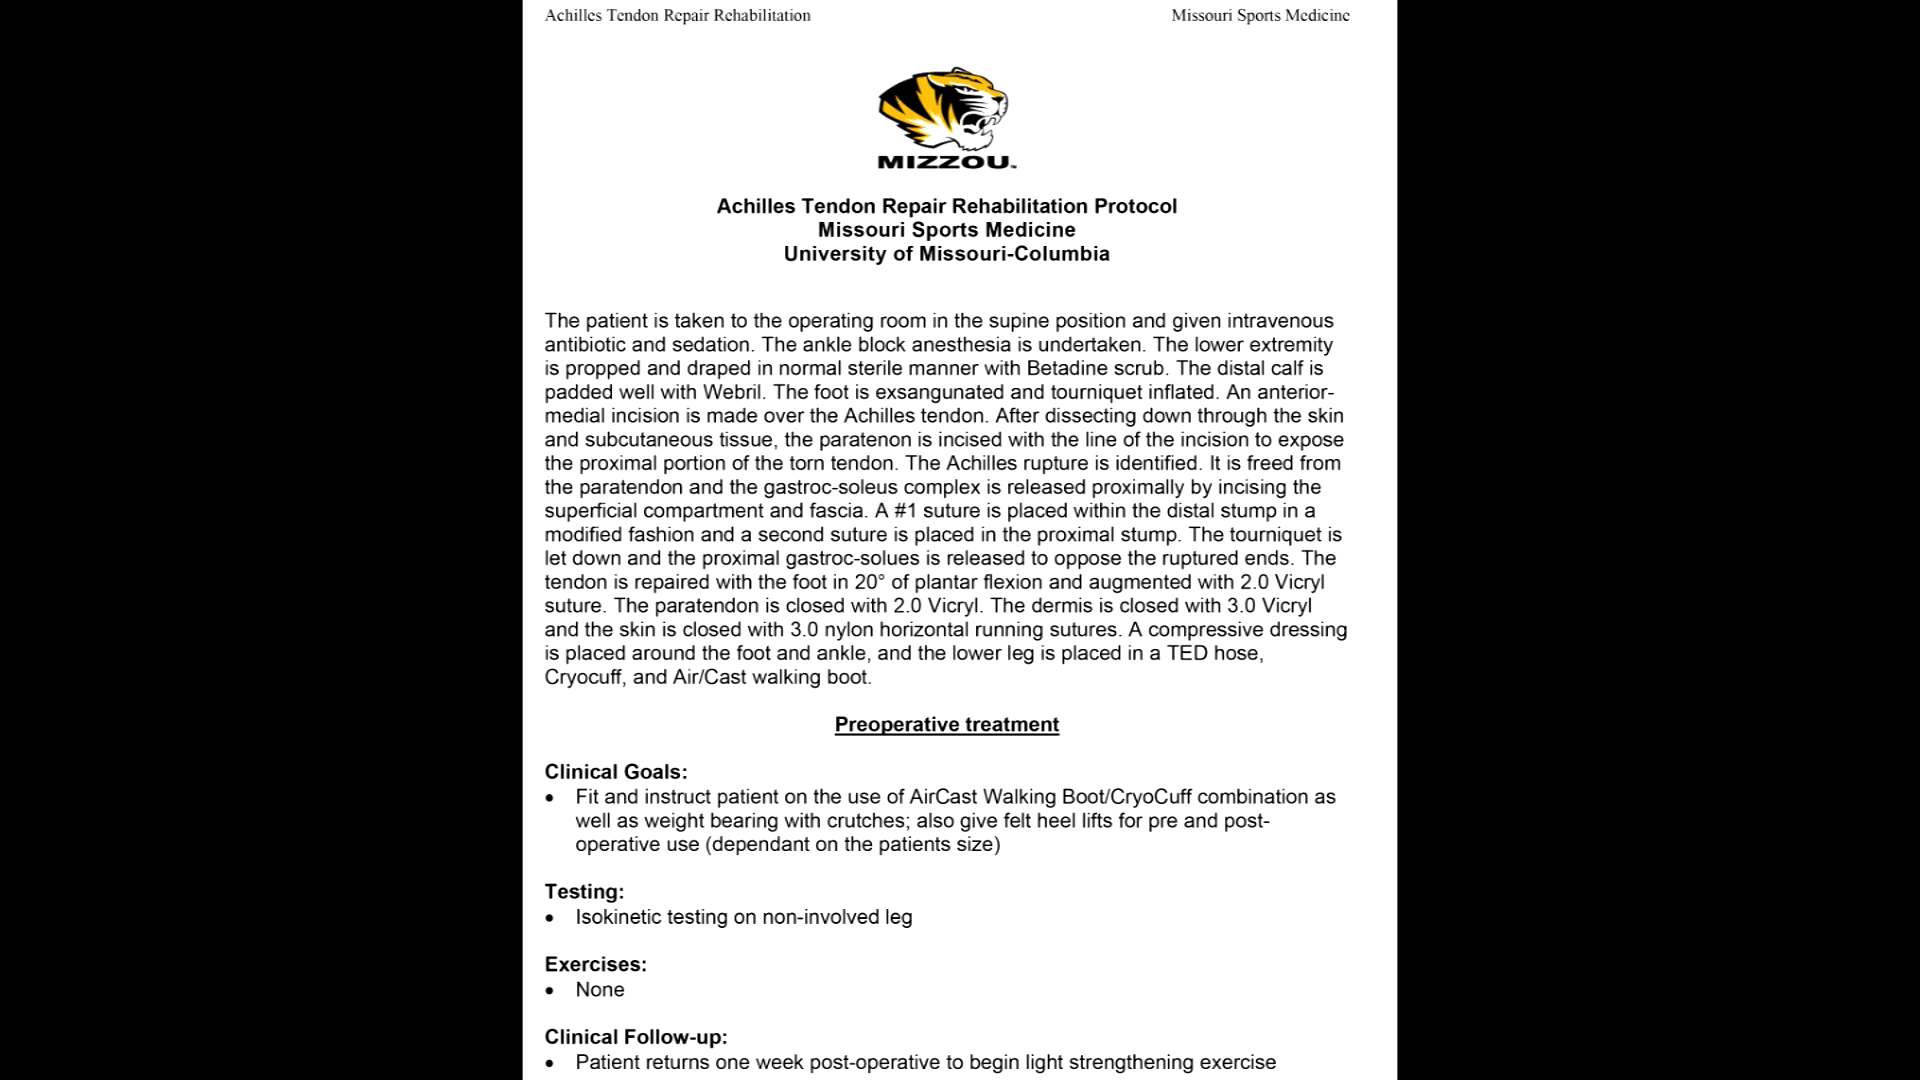 Achilles Tendon Repair Rehabilitation Missouri Sports Medicine
MIZZOU™
Achilles Tendon Repair Rehabilitation Protocol
Missouri Sports Medicine
University of Missouri-Columbia
The patient is taken to the operating room in the supine position and given intravenous
antibiotic and sedation. The ankle block anesthesia is undertaken. The lower extremity
is propped and draped in normal sterile manner with Betadine scrub. The distal calf is
padded well with Webril. The foot is exsangunated and tourniquet inflated. An anterior-
medial incision is made over the Achilles tendon. After dissecting down through the skin
and subcutaneous tissue, the paratenon is incised with the line of the incision to expose
the proximal portion of the torn tendon. The Achilles rupture is identified. It is freed from
the paratendon and the gastroc-soleus complex is released proximally by incising the
superficial compartment and fascia. A #1 suture is placed within the distal stump in a
modified fashion and a second suture is placed in the proximal stump. The tourniquet is
let down and the proximal gastroc-solues is released to oppose the ruptured ends. The
tendon is repaired with the foot in 20° of plantar flexion and augmented with 2.0 Vicryl
suture. The paratendon is closed with 2.0 Vicryl. The dermis is closed with 3.0 Vicryl
and the skin is closed with 3.0 nylon horizontal running sutures. A compressive dressing
is placed around the foot and ankle, and the lower leg is placed in a TED hose,
Cryocuff, and Air/Cast walking boot.
Preoperative treatment
Clinical Goals:
• Fit and instruct patient on the use of AirCast Walking Boot/CryoCuff combination as
well as weight bearing with crutches; also give felt heel lifts for pre and post-
operative use (dependant on the patients size)
Testing:
• Isokinetic testing on non-involved leg
Exercises:
• None
Clinical Follow-up:
• Patient returns one week post-operative to begin light strengthening exercise